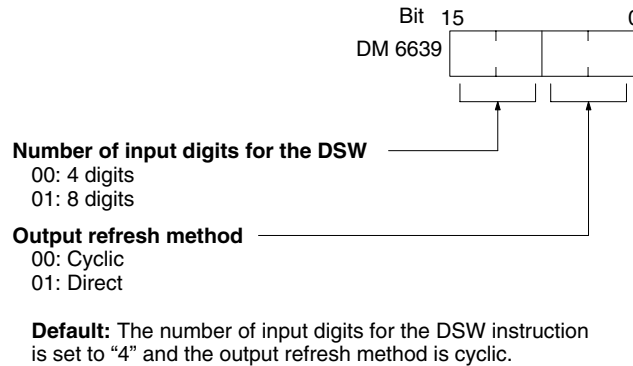 Bit 15 0
DM 6639
Number of input digits for the DSW
00: 4 digits
01: 8 digits
Output refresh method
00: Cyclic
01: Direct
Default: The number of input digits for the DSW instruction
is set to “4” and the output refresh method is cyclic.